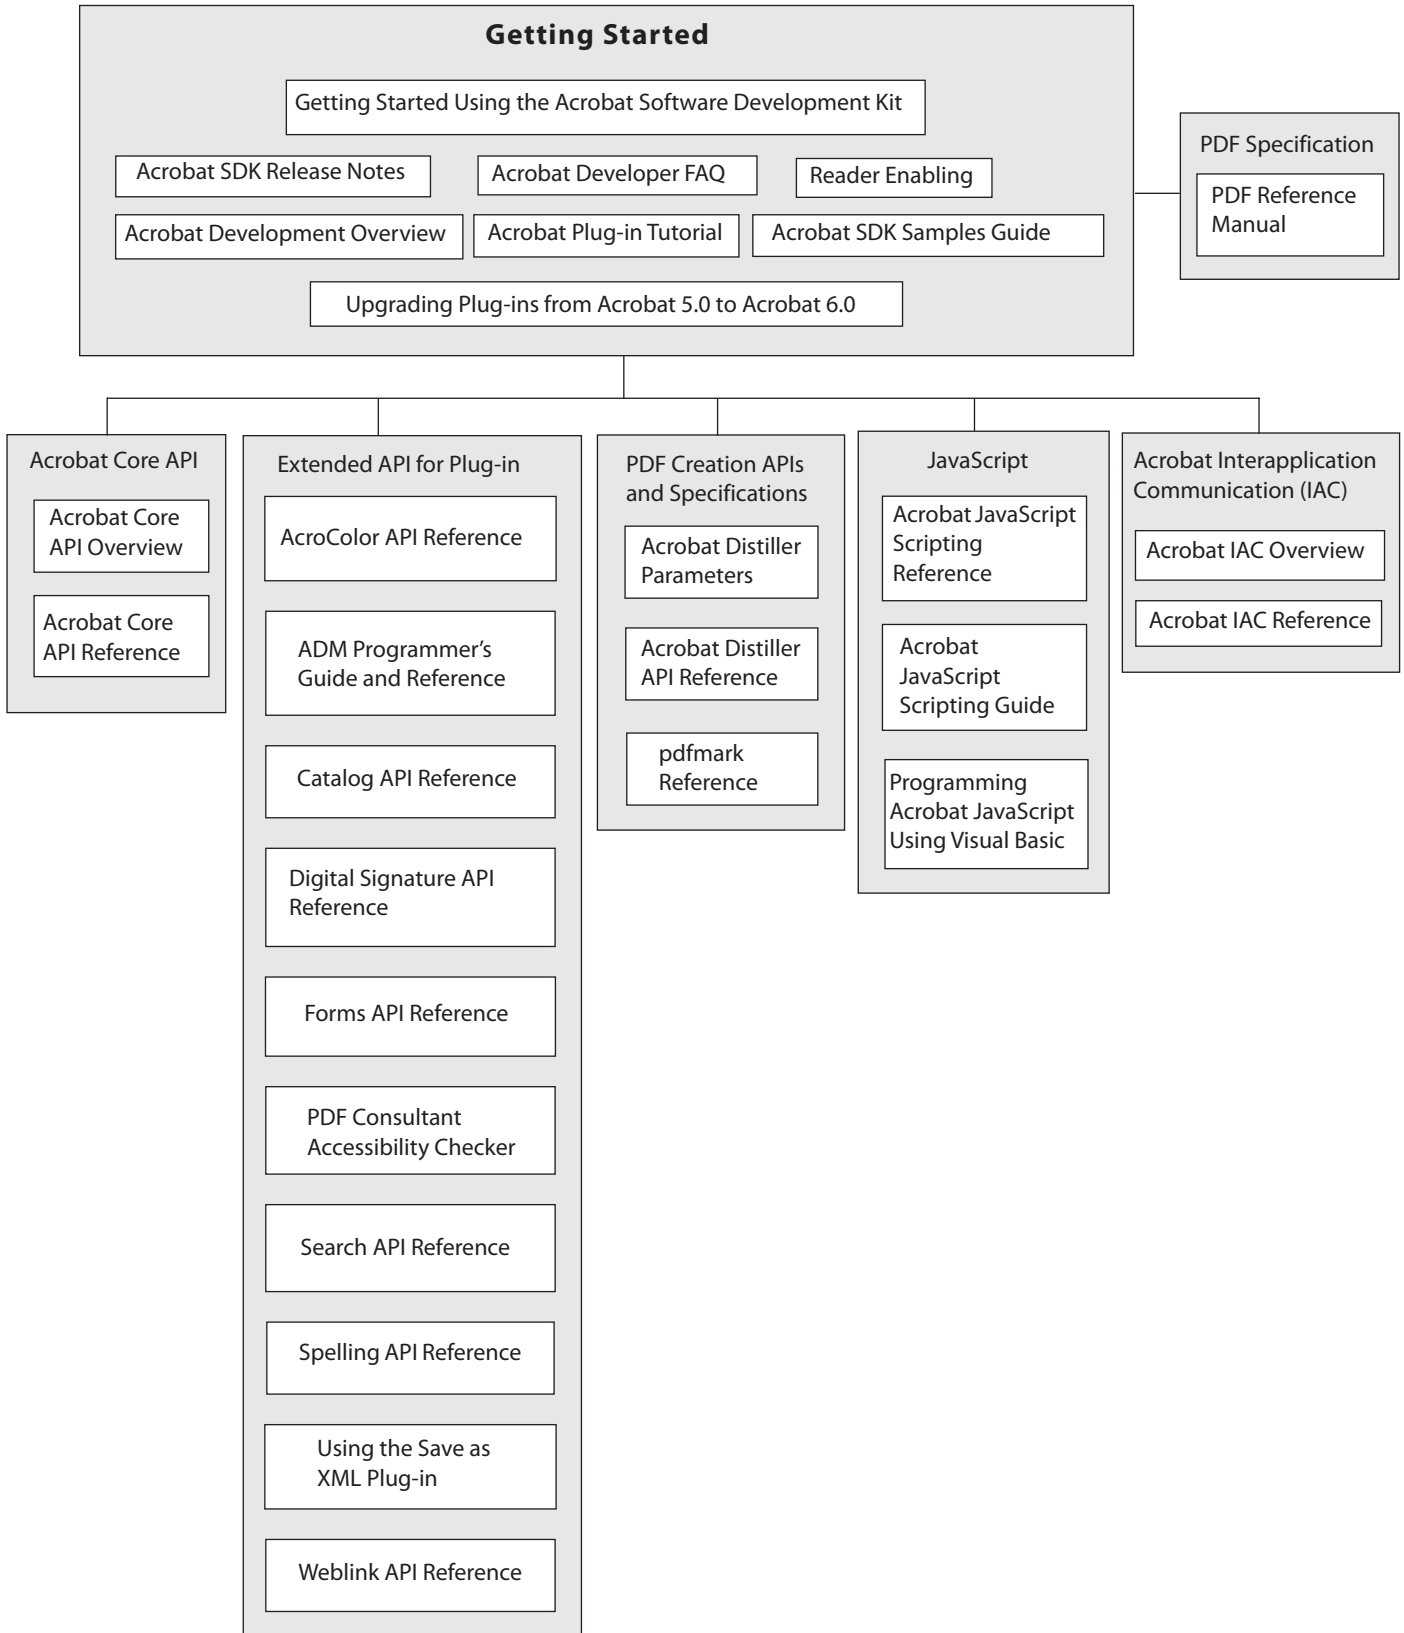 Getting Started
Getting Started Using the Acrobat Software Development Kit
Acrobat SDK Release Notes
Acrobat Developer FAQ
Reader Enabling
Acrobat Development Overview
Acrobat Plug-in Tutorial
Acrobat SDK Samples Guide
Upgrading Plug-ins from Acrobat 5.0 to Acrobat 6.0
PDF Specification
PDF Reference
Manual
Acrobat Core API
Acrobat Core
API Overview
Acrobat Core
API Reference
Extended API for Plug-in
AcroColor API Reference
ADM Programmer’s
Guide and Reference
Catalog API Reference
Digital Signature API
Reference
Forms API Reference
PDF Consultant
Accessibility Checker
Search API Reference
Spelling API Reference
Using the Save as
XML Plug-in
Weblink API Reference
PDF Creation APIs
and Specifications
Acrobat Distiller
Parameters
Acrobat Distiller
API Reference
pdfmark
Reference
JavaScript
Acrobat JavaScript
Scripting
Reference
Acrobat
JavaScript
Scripting Guide
Programming
Acrobat JavaScript
Using Visual Basic
Acrobat Interapplication
Communication (IAC)
Acrobat IAC Overview
Acrobat IAC Reference